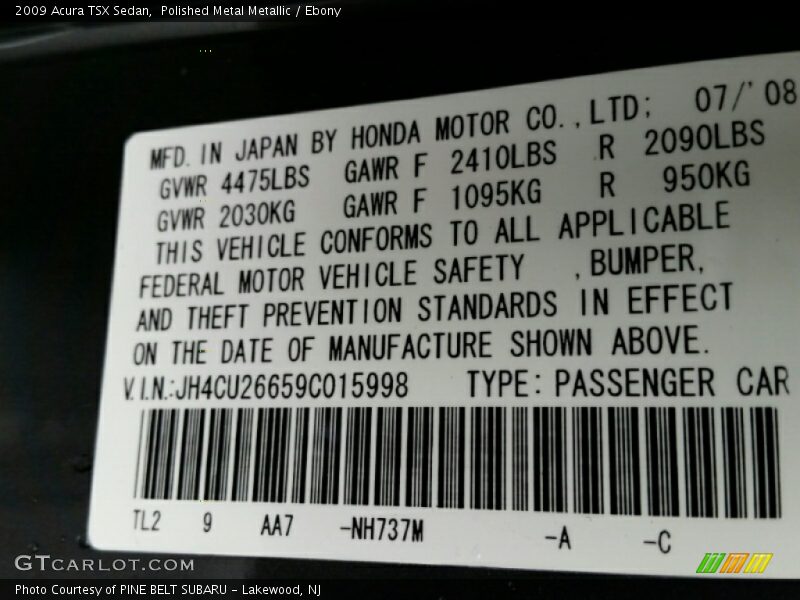 2009 Acura TSX Sedan,  Polished Metal Metallic / Ebony
MFD. IN JAPAN BY HONDA MOTOR CO., LTD; 07/'08
GVWR 4475LBS GAWR F 2410LBS R 2090LBS
GVWR 2030KG GAWR F 1095KG R 950KG
THIS VEHICLE CONFORMS TO ALL APPLICABLE
FEDERAL MOTOR VEHICLE SAFETY , BUMPER,
AND THEFT PREVENTION STANDARDS IN EFFECT
ON THE DATE OF MANUFACTURE SHOWN ABOVE.
V.I.N.:JH4CU26659C015998 TYPE: PASSENGER CAR
TL2 9 AA7 -NH737M -A -C
GTCARLOT.COM
Photo Courtesy of PINE BELT SUBARU - Lakewood, NJ